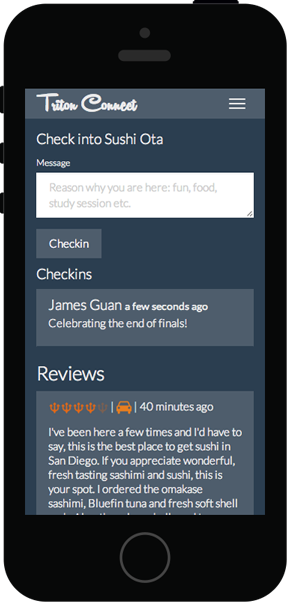 Triton Connect
Check into Sushi Ota
Message
Reason why you are here: fun, food,
study session etc.
Checkin
Checkins
James Guan a few seconds ago
Celebrating the end of finals!
Reviews
| | 40 minutes ago
I've been here a few times and I'd have to
say, this is the best place to get sushi in
San Diego. If you appreciate wonderful,
fresh tasting sashimi and sushi, this is
your spot. I ordered the omakase
sashimi, Bluefin tuna and fresh soft shell